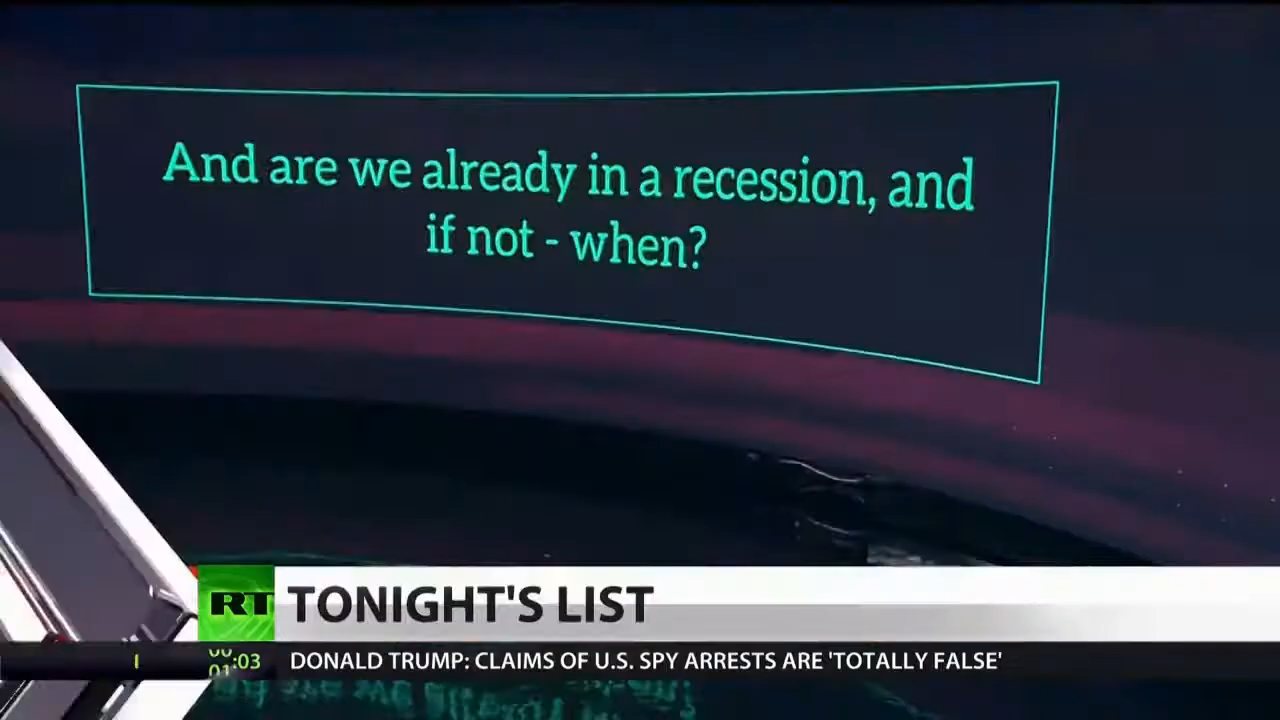 And are we already in a recession, and
if not - when?
RT TONIGHT'S LIST
:03 DONALD TRUMP: CLAIMS OF U.S. SPY ARRESTS ARE 'TOTALLY FALSE'